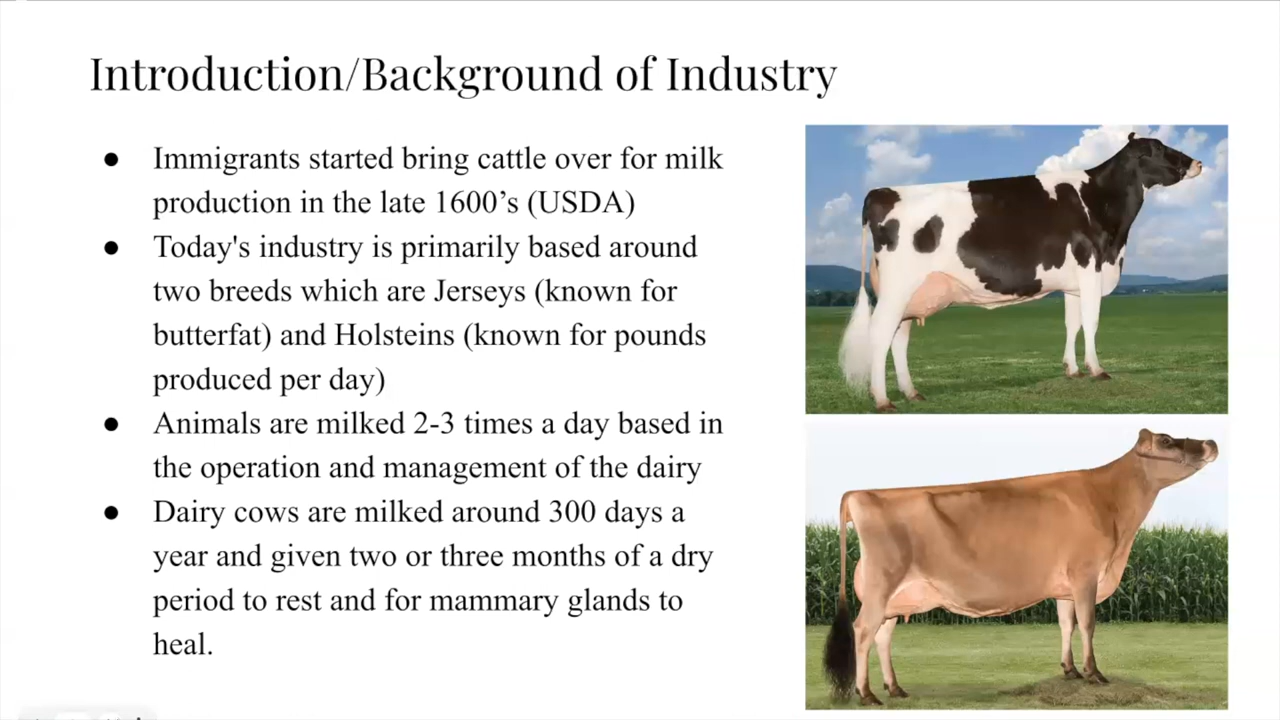 Introduction/Background of Industry
● Immigrants started bring cattle over for milk
production in the late 1600’s (USDA)
● Today's industry is primarily based around
two breeds which are Jerseys (known for
butterfat) and Holsteins (known for pounds
produced per day)
● Animals are milked 2-3 times a day based in
the operation and management of the dairy
● Dairy cows are milked around 300 days a
year and given two or three months of a dry
period to rest and for mammary glands to
heal.